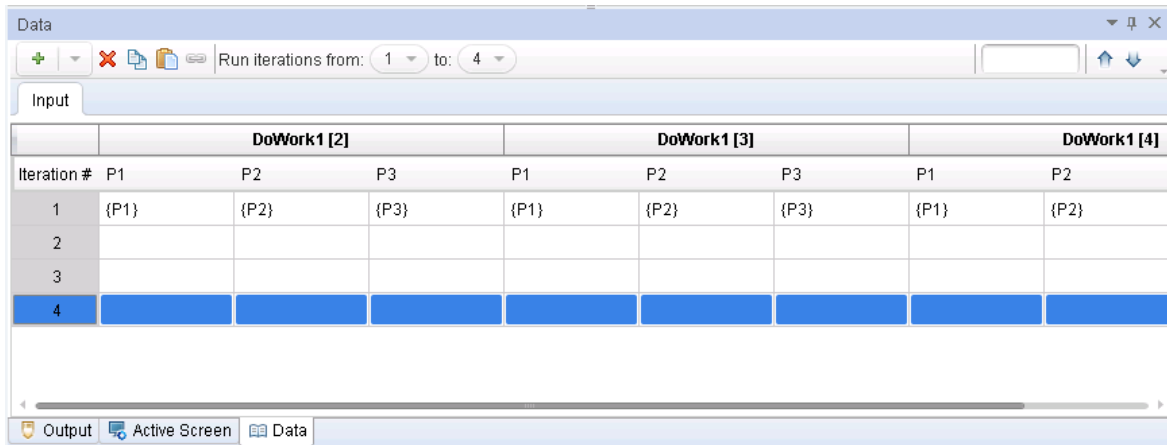 Data
Run iterations from: 1 to: 4
Input
DoWork1 [2] DoWork1 [3] DoWork1 [4]
Iteration # P1 P2 P3 P1 P2 P3 P1 P2
1 {P1} {P2} {P3} {P1} {P2} {P3} {P1} {P2}
2
3
4
Output Active Screen Data